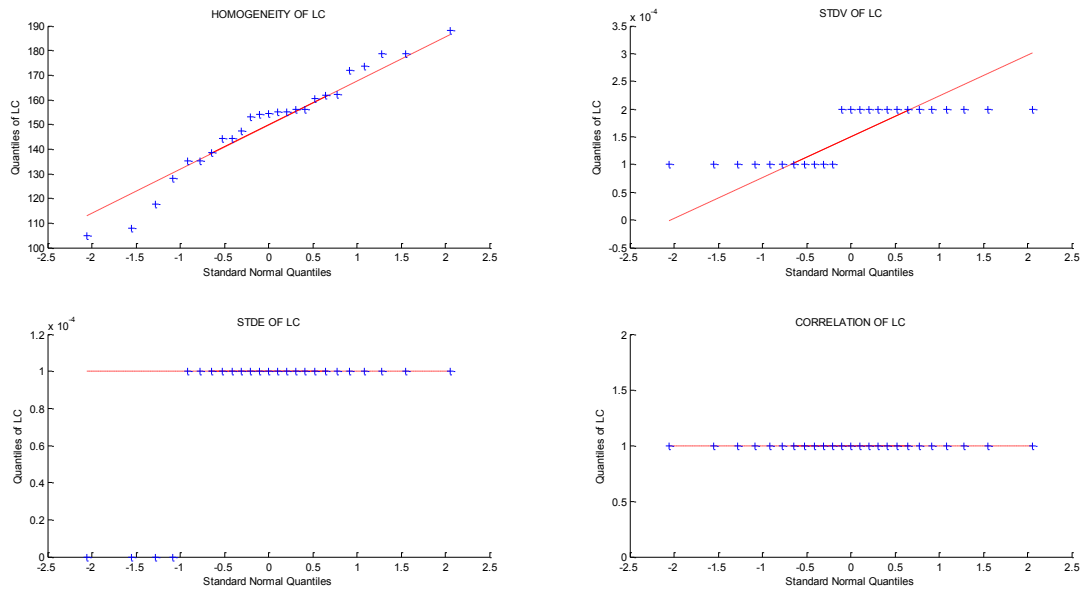 HOMOGENEITY OF LC
190
180
170
160
150
140
130
120
110
100
Quantiles of LC
-2.5 -2 -1.5 -1 -0.5 0 0.5 1 1.5 2 2.5
Standard Normal Quantiles
STDV OF LC
x 10-4
3.5
3
2.5
2
1.5
1
0.5
0
-0.5
Quantiles of LC
-2.5 -2 -1.5 -1 -0.5 0 0.5 1 1.5 2 2.5
Standard Normal Quantiles
STDE OF LC
x 10-4
1.2
1
0.8
0.6
0.4
0.2
0
Quantiles of LC
-2.5 -2 -1.5 -1 -0.5 0 0.5 1 1.5 2 2.5
Standard Normal Quantiles
CORRELATION OF LC
2
1.5
1
0.5
0
Quantiles of LC
-2.5 -2 -1.5 -1 -0.5 0 0.5 1 1.5 2 2.5
Standard Normal Quantiles